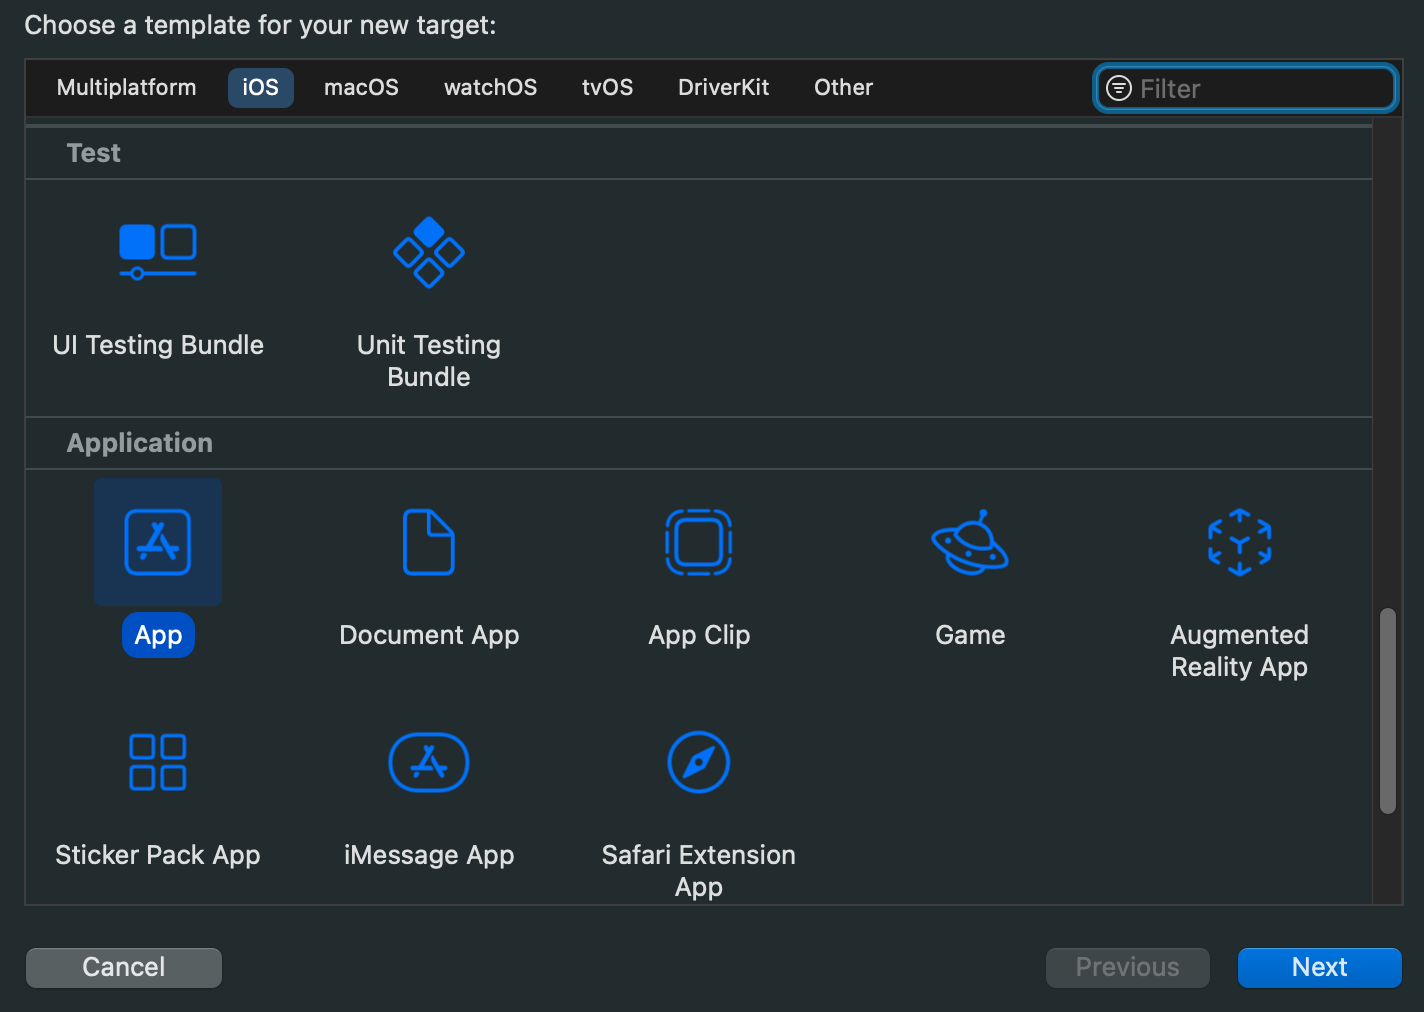 Choose a template for your new target:
Multiplatform iOS macOS watchOS tvOS DriverKit Other Filter
Test
UI Testing Bundle
Unit Testing
Bundle
Application
App
Document App
App Clip
Game
Augmented
Reality App
Sticker Pack App
iMessage App
Safari Extension
App
Cancel Previous Next